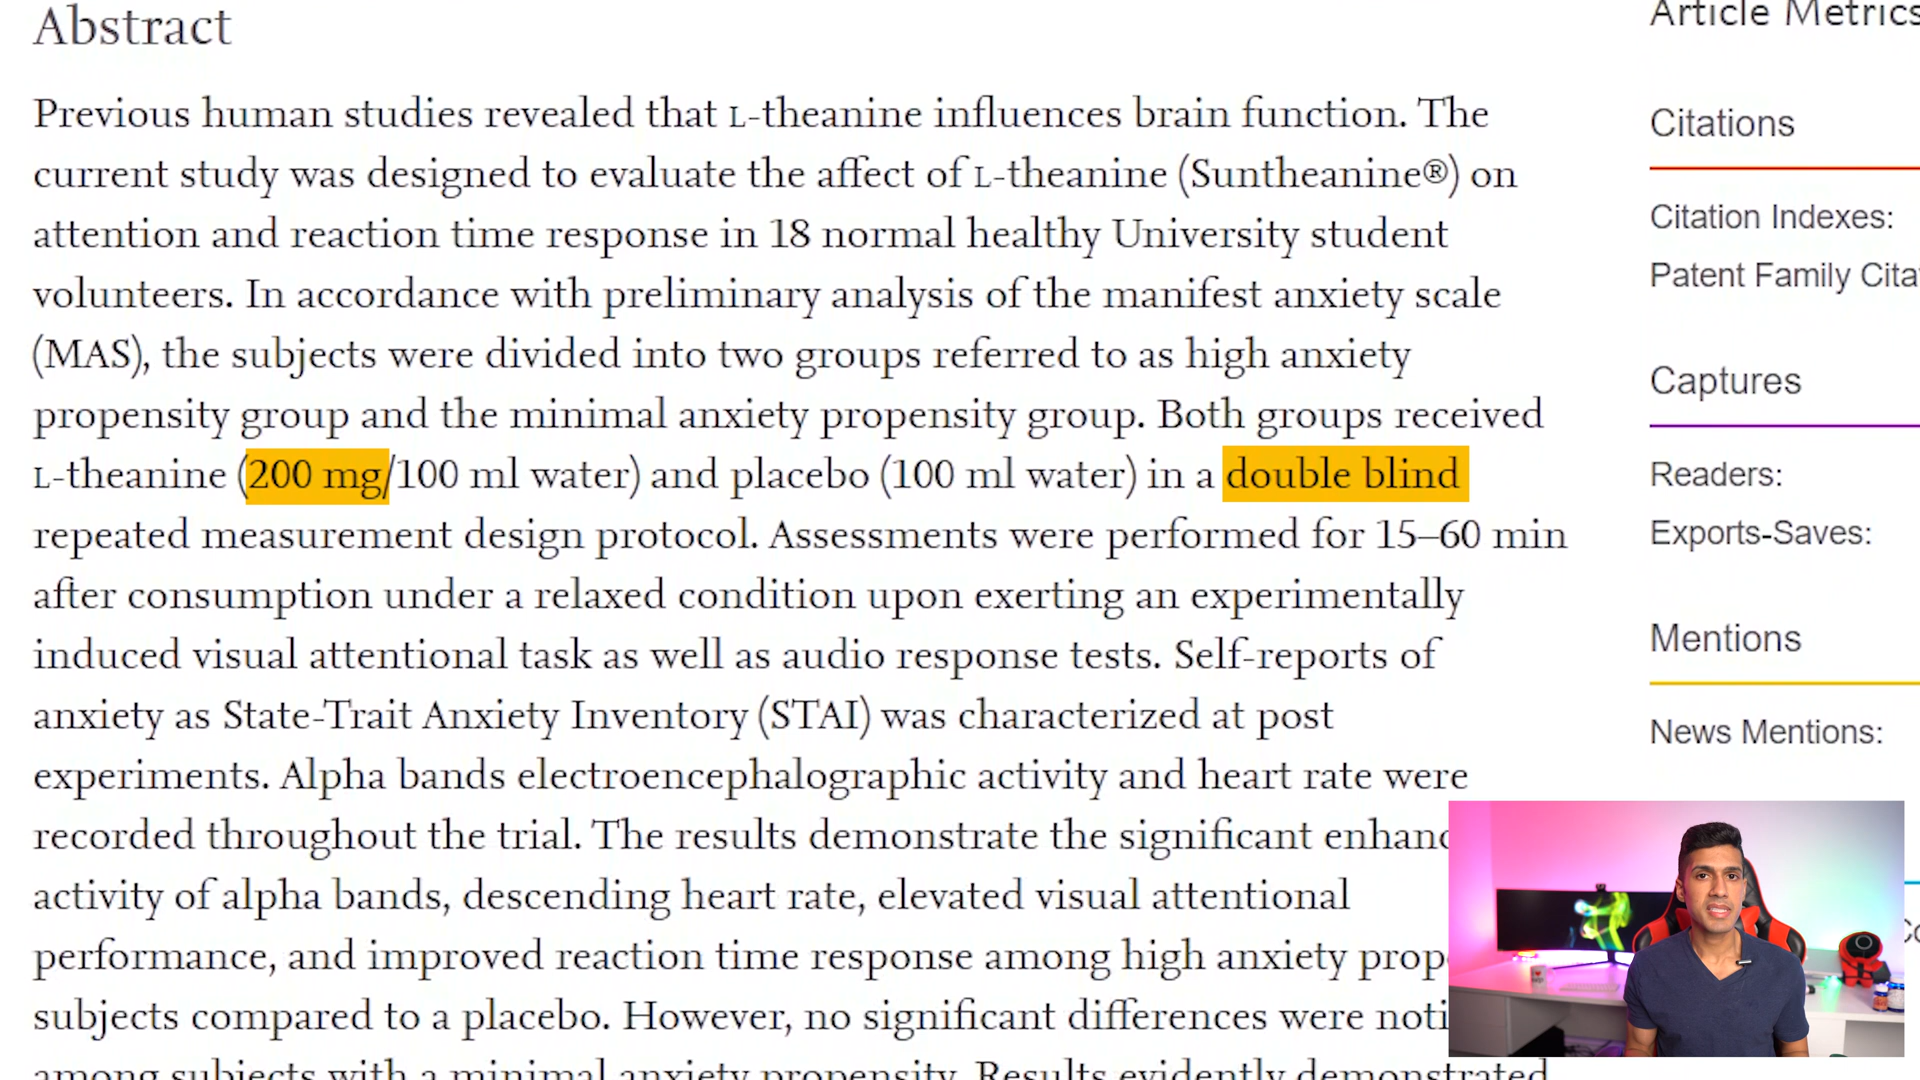 Abstract
Previous human studies revealed that L-theanine influences brain function. The
current study was designed to evaluate the affect of L-theanine (Suntheanine®) on
attention and reaction time response in 18 normal healthy University student
volunteers. In accordance with preliminary analysis of the manifest anxiety scale
(MAS), the subjects were divided into two groups referred to as high anxiety
propensity group and the minimal anxiety propensity group. Both groups received
L-theanine (200 mg/100 ml water) and placebo (100 ml water) in a double blind
repeated measurement design protocol. Assessments were performed for 15–60 min
after consumption under a relaxed condition upon exerting an experimentally
induced visual attentional task as well as audio response tests. Self-reports of
anxiety as State-Trait Anxiety Inventory (STAI) was characterized at post
experiments. Alpha bands electroencephalographic activity and heart rate were
recorded throughout the trial. The results demonstrate the significant enhanc
activity of alpha bands, descending heart rate, elevated visual attentional
performance, and improved reaction time response among high anxiety prop
subjects compared to a placebo. However, no significant differences were noti
among subjects with a minimal anxiety propensity. Results evidently demonstrated
Article Metrics
Citations
Citation Indexes:
Patent Family Cita
Captures
Readers:
Exports-Saves:
Mentions
News Mentions: